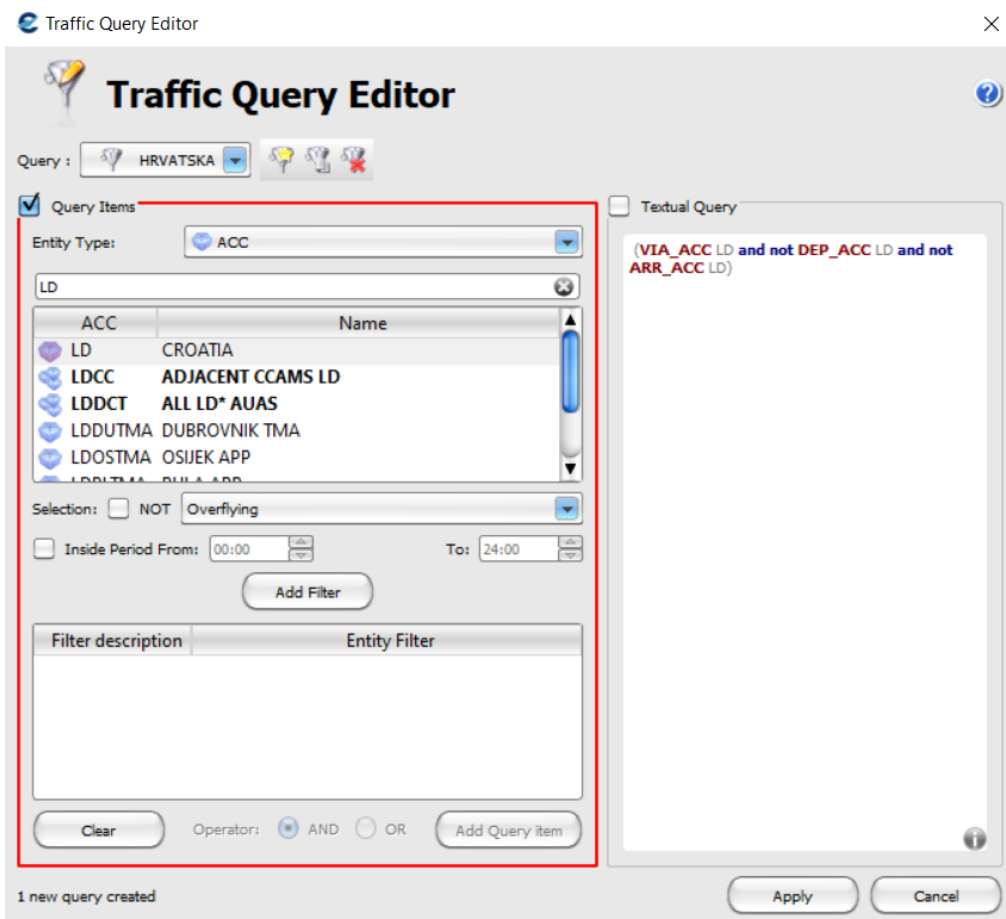 Traffic Query Editor
Traffic Query Editor
Query : HRVATSKA
Query Items
Entity Type: ACC
LD
ACC Name
LD CROATIA
LDCC ADJACENT CCAMS LD
LDDCT ALL LD* AUAS
LDDUTMA DUBROVNIK TMA
LDOSTMA OSIJEK APP
Selection: NOT Overflying
Inside Period From: 00:00 To: 24:00
Add Filter
Filter description Entity Filter
Clear Operator: AND OR Add Query item
1 new query created
Textual Query
(VIA_ACC LD and not DEP_ACC LD and not
ARR_ACC LD)
Apply Cancel